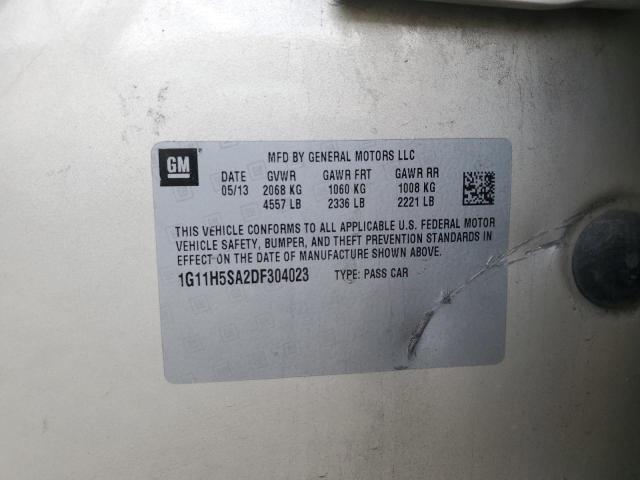 GM
MFD BY GENERAL MOTORS LLC
DATE GVWR GAWR FRT GAWR RR
05/13 2068 KG 1060 KG 1008 KG
4557 LB 2336 LB 2221 LB
THIS VEHICLE CONFORMS TO ALL APPLICABLE U.S. FEDERAL MOTOR
VEHICLE SAFETY, BUMPER, AND THEFT PREVENTION STANDARDS IN
EFFECT ON THE DATE OF MANUFACTURE SHOWN ABOVE.
1G11H5SA2DF304023 TYPE: PASS CAR